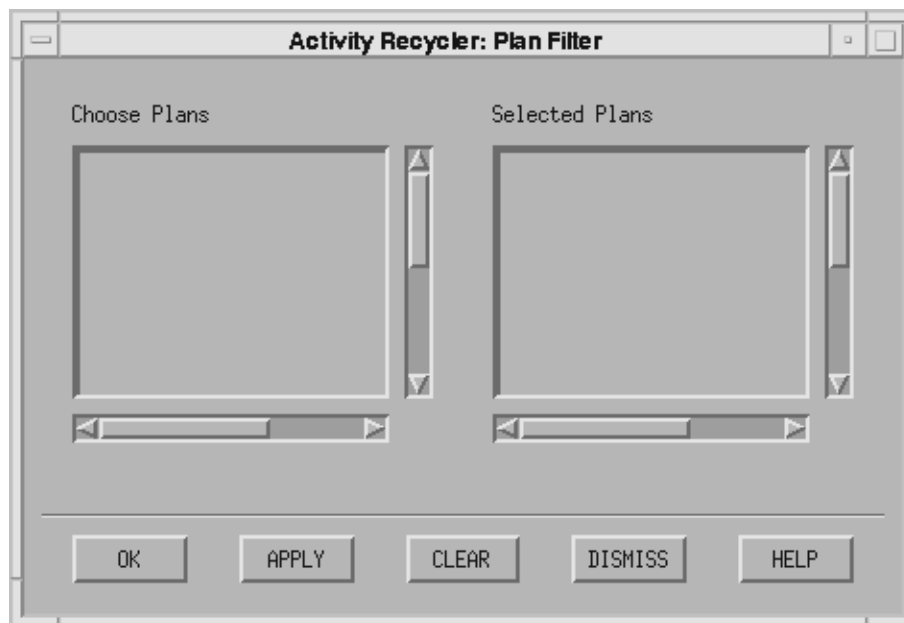 Activity Recycler: Plan Filter
Choose Plans
Selected Plans
OK
APPLY
CLEAR
DISMISS
HELP